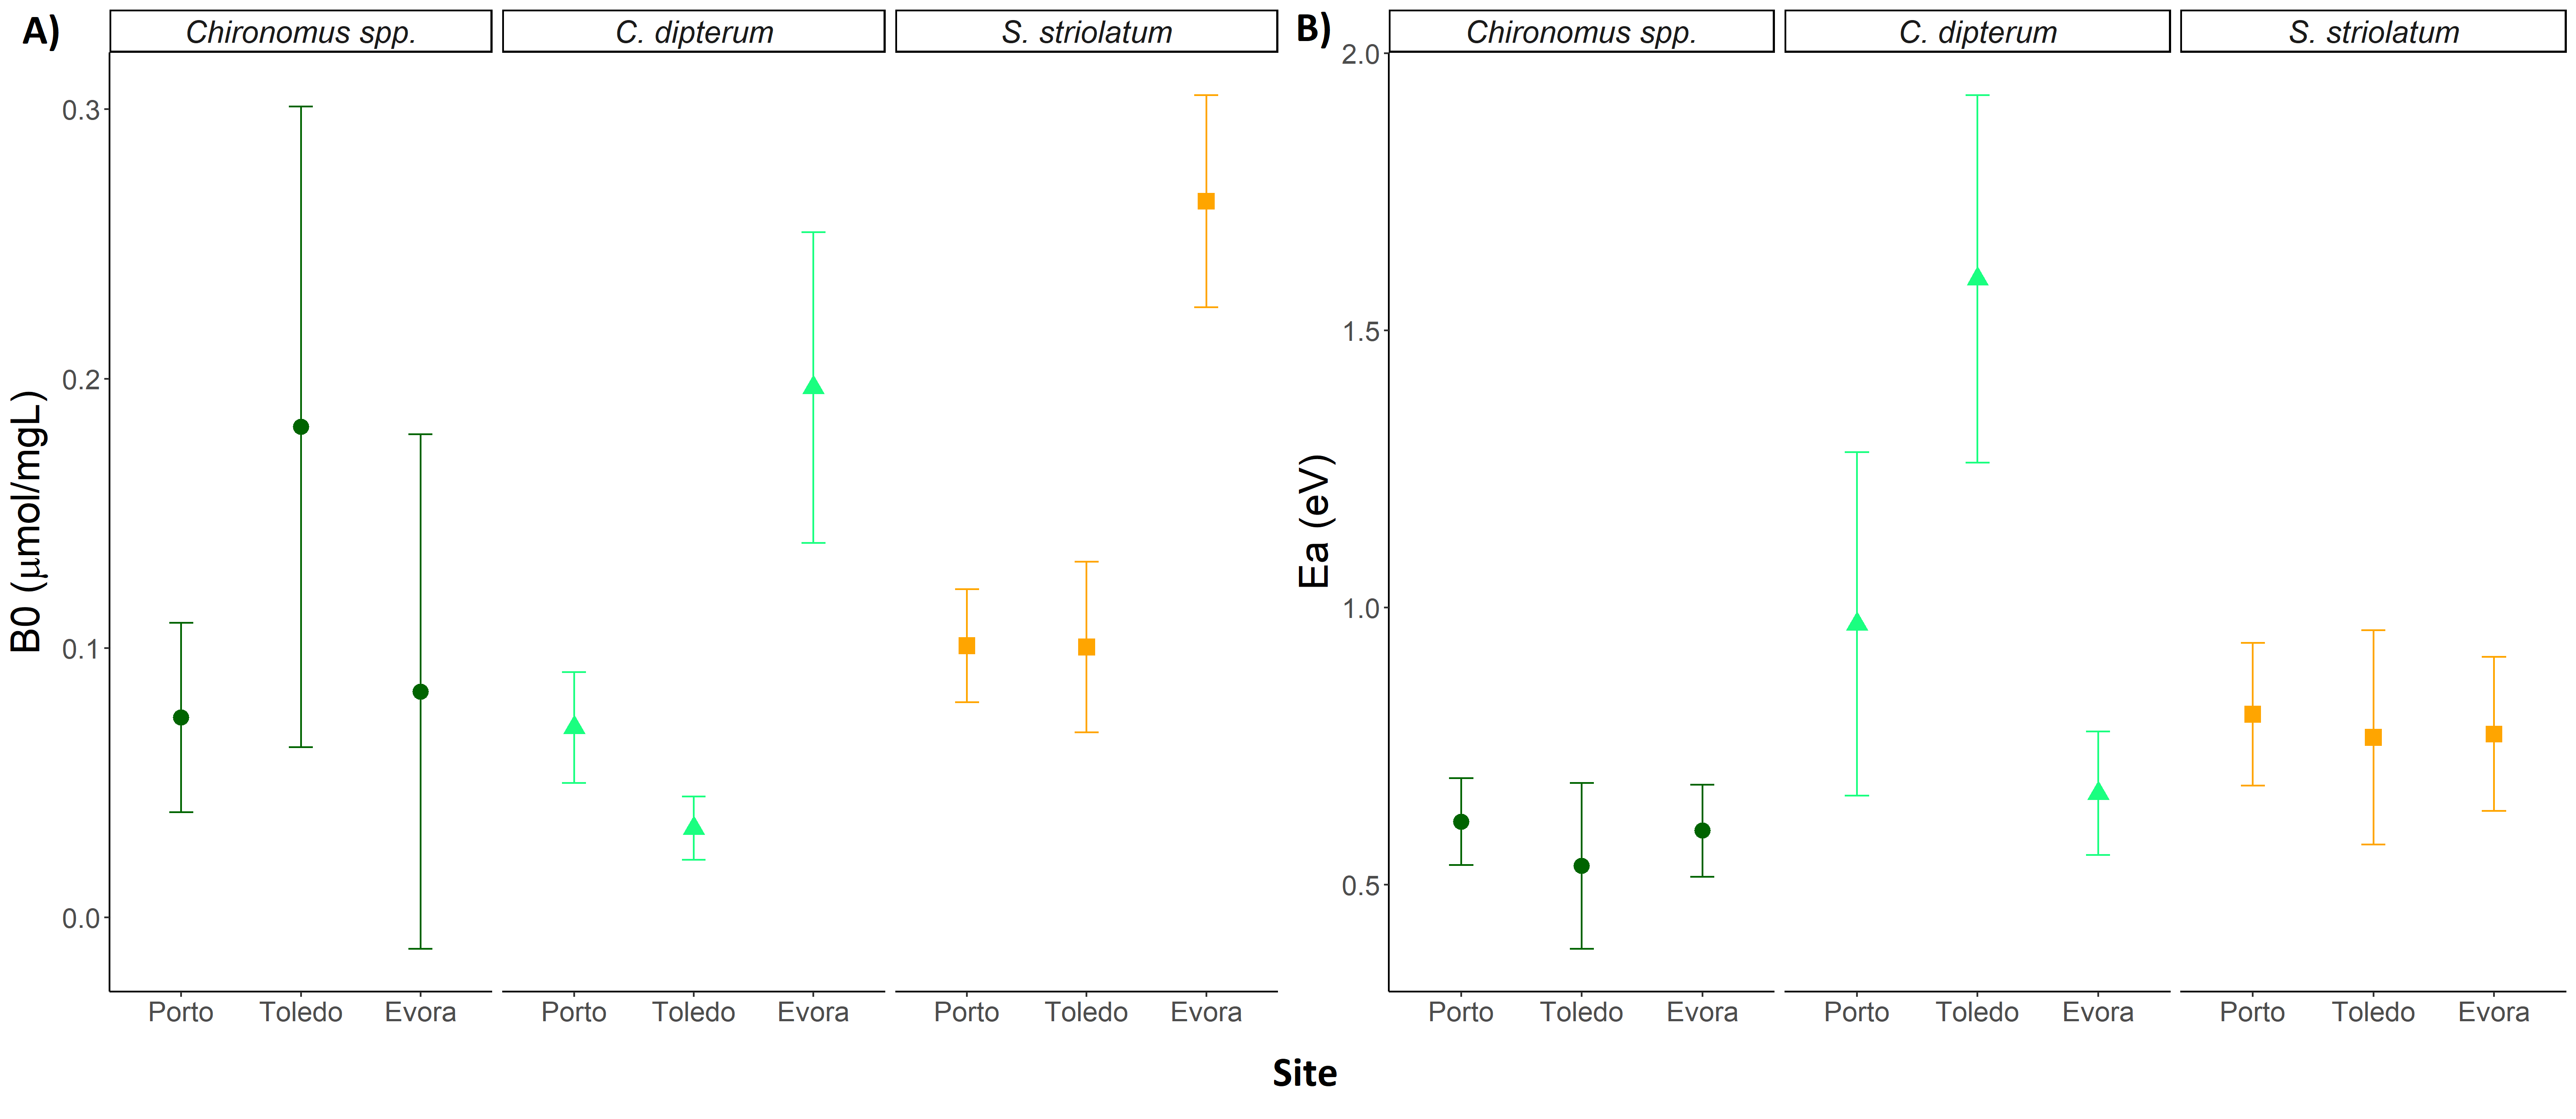 A)
Chironomus spp.
C. dipterum
S. striolatum
0.3
0.2
0.1
0.0
B0 (μmol/mgL)
Porto Toledo Evora
Porto Toledo Evora
Porto Toledo Evora
B)
Chironomus spp.
C. dipterum
S. striolatum
2.0
1.5
1.0
0.5
Ea (eV)
Porto Toledo Evora
Porto Toledo Evora
Porto Toledo Evora
Site